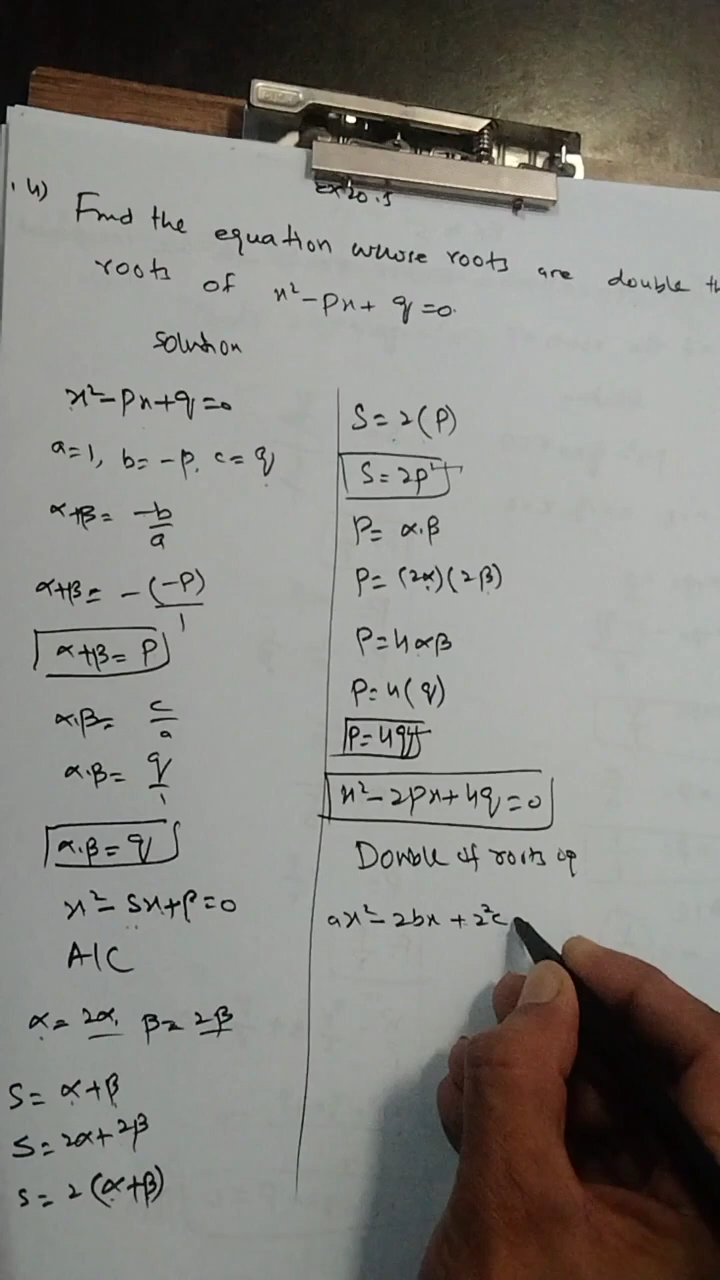 Ex 20.5
4) Find the equation whose roots are double th
roots of x²-px+q=0.
Solution
x²-px+q=0
a=1, b=-p, c=q
α+β= -b/a
α+β= -(-p)/1
α+β=p
α.β= c/a
α.β= q/1
α.β=q
x²-Sx+P=0
A/C
α=2α, β=2β
S=α+β
S=2α+2β
S=2(α+β)
S=2(P)
S=2p
P=α.β
P=(2α)(2β)
P=4αβ
P=4(q)
P=4q
x²-2px+4q=0
Double of roots
ax²-2bx+2²c